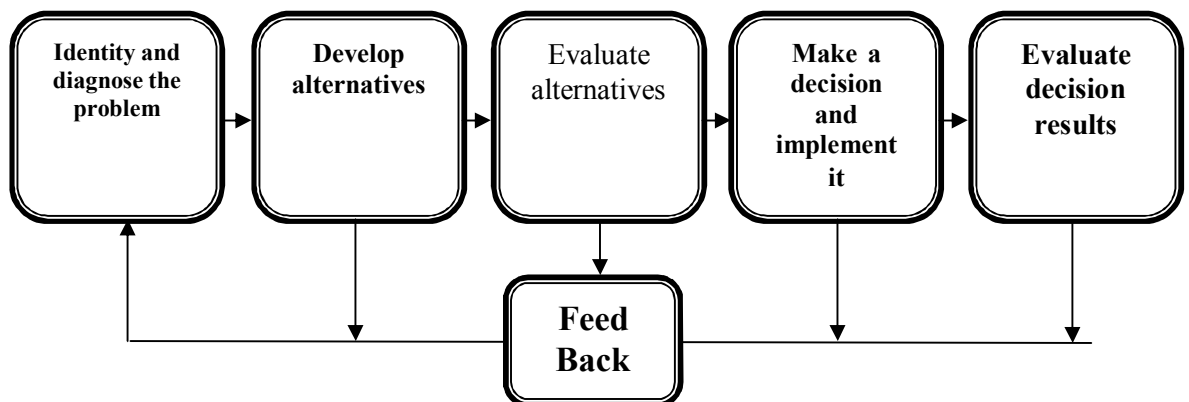 Identity and
diagnose the
problem
Develop
alternatives
Evaluate
alternatives
Make a
decision
and
implement
it
Evaluate
decision
results
Feed
Back